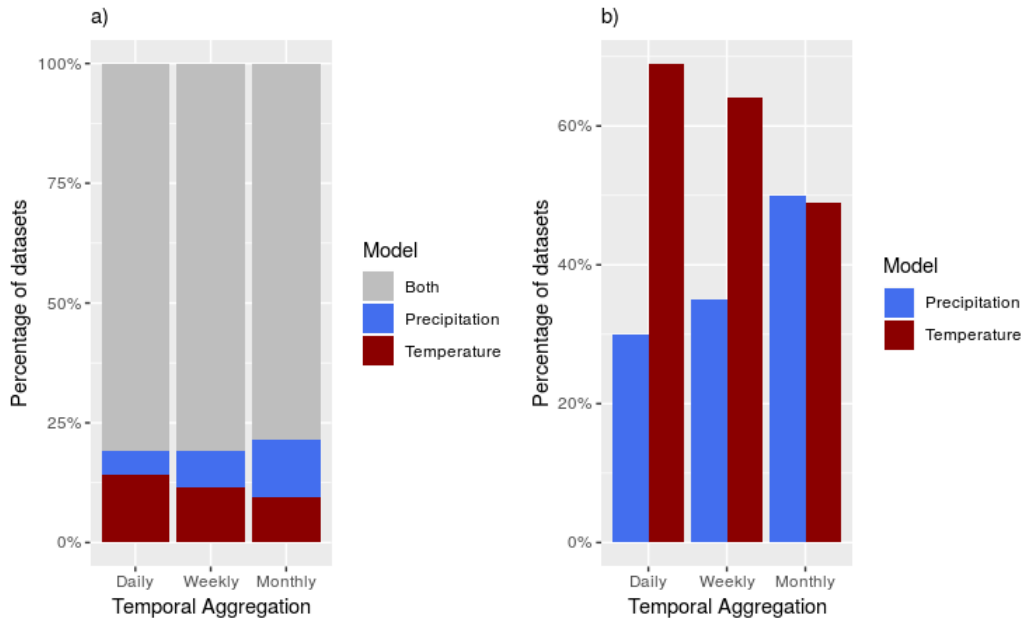 a)
Percentage of datasets
100%
75%
50%
25%
0%
Daily Weekly Monthly
Temporal Aggregation
Model
Both
Precipitation
Temperature
b)
Percentage of datasets
60%
40%
20%
0%
Daily Weekly Monthly
Temporal Aggregation
Model
Precipitation
Temperature